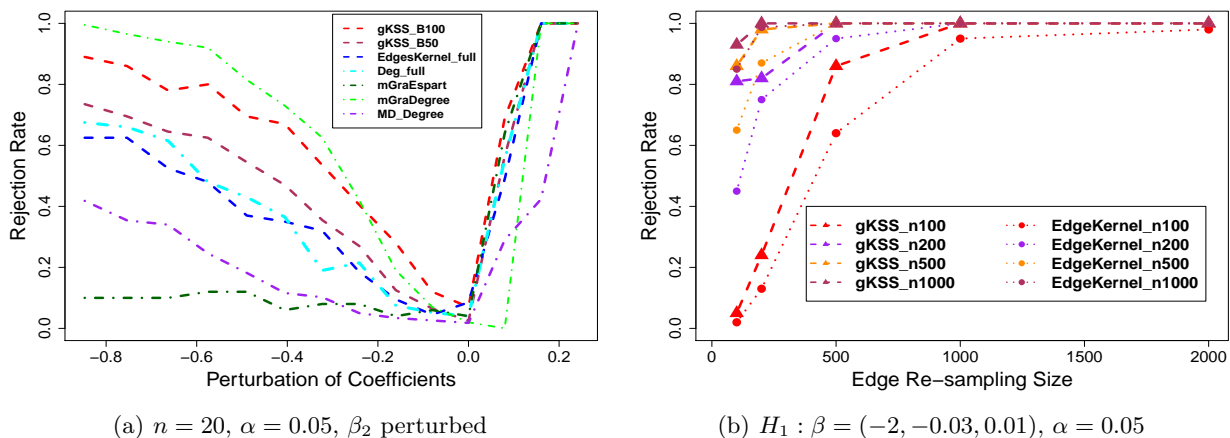 Rejection Rate
0.0 0.2 0.4 0.6 0.8 1.0
gKSS_B100
gKSS_B50
EdgesKernel_full
Deg_full
mGraEspart
mGraDegree
MD_Degree
−0.8 −0.6 −0.4 −0.2 0.0 0.2
Perturbation of Coefficients
(a) n = 20, α = 0.05, β₂ perturbed
Rejection Rate
0.0 0.2 0.4 0.6 0.8 1.0
gKSS_n100 EdgeKernel_n100
gKSS_n200 EdgeKernel_n200
gKSS_n500 EdgeKernel_n500
gKSS_n1000 EdgeKernel_n1000
0 500 1000 1500 2000
Edge Re-sampling Size
(b) H₁ : β = (−2, −0.03, 0.01), α = 0.05